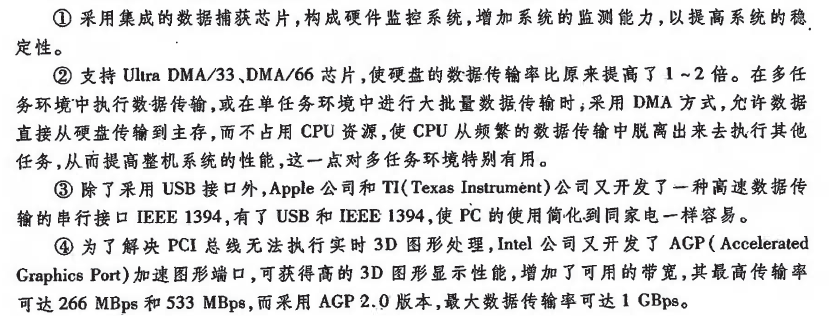 ① 采用集成的数据捕获芯片,构成硬件监控系统,增加系统的监测能力,以提高系统的稳
定性。
② 支持 Ultra DMA/33、DMA/66 芯片,使硬盘的数据传输率比原来提高了 1 ~ 2 倍。在多任
务环境中执行数据传输,或在单任务环境中进行大批量数据传输时,采用 DMA 方式,允许数据
直接从硬盘传输到主存,而不占用 CPU 资源,使 CPU 从频繁的数据传输中脱离出来去执行其他
任务,从而提高整机系统的性能,这一点对多任务环境特别有用。
③ 除了采用 USB 接口外,Apple 公司和 TI(Texas Instrument)公司又开发了一种高速数据传
输的串行接口 IEEE 1394,有了 USB 和 IEEE 1394,使 PC 的使用简化到同家电一样容易。
④ 为了解决 PCI 总线无法执行实时 3D 图形处理,Intel 公司又开发了 AGP(Accelerated
Graphics Port)加速图形端口,可获得高的 3D 图形显示性能,增加了可用的带宽,其最高传输率
可达 266 MBps 和 533 MBps,而采用 AGP 2.0 版本,最大数据传输率可达 1 GBps。